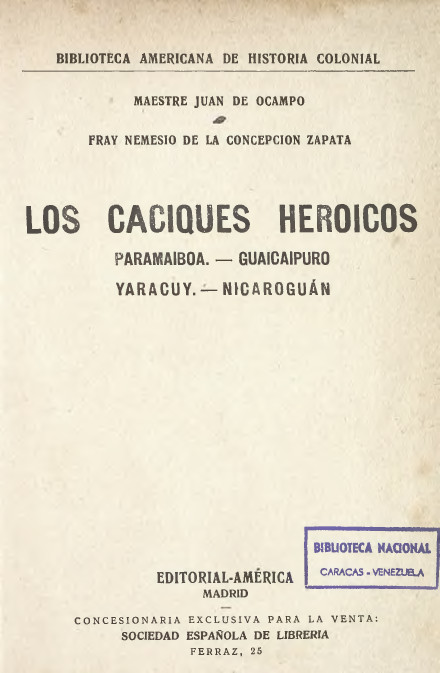 BIBLIOTECA AMERICANA DE HISTORIA COLONIAL
MAESTRE JUAN DE OCAMPO
FRAY NEMESIO DE LA CONCEPCION ZAPATA
LOS CACIQUES HEROICOS
PARAMAIBOA. — GUAICAIPURO
YARACUY. — NICAROGUÁN
BIBLIOTECA NACIONAL
CARACAS - VENEZUELA
EDITORIAL-AMÉRICA
MADRID
CONCESIONARIA EXCLUSIVA PARA LA VENTA:
SOCIEDAD ESPAÑOLA DE LIBRERIA
FERRAZ, 25